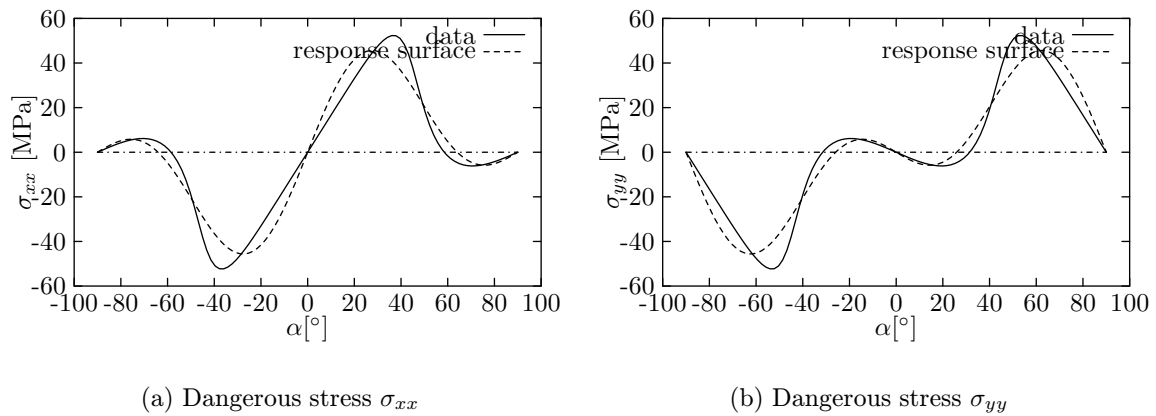 60
40
20
0
-20
-40
-60
-100 -80 -60 -40 -20 0 20 40 60 80 100
σxx [MPa]
α[°]
data
response surface
(a) Dangerous stress σxx
60
40
20
0
-20
-40
-60
-100 -80 -60 -40 -20 0 20 40 60 80 100
σyy [MPa]
α[°]
data
response surface
(b) Dangerous stress σyy